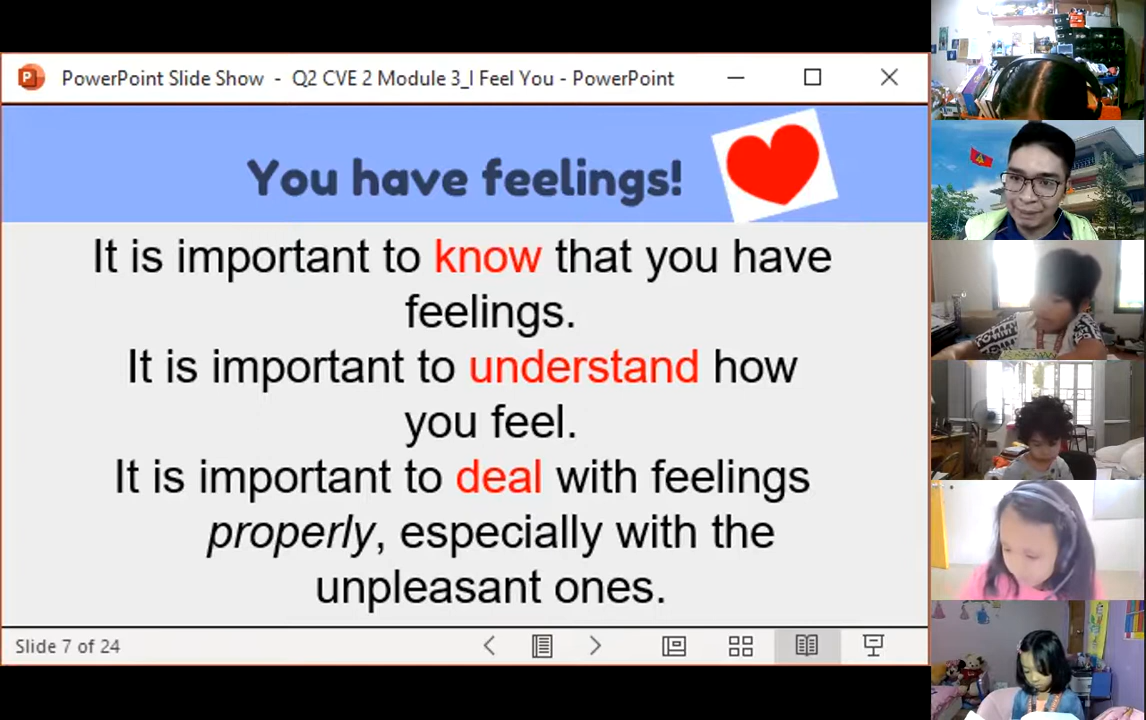 PowerPoint Slide Show - Q2 CVE 2 Module 3_I Feel You - PowerPoint
You have feelings!
It is important to know that you have
feelings.
It is important to understand how
you feel.
It is important to deal with feelings
properly, especially with the
unpleasant ones.
Slide 7 of 24